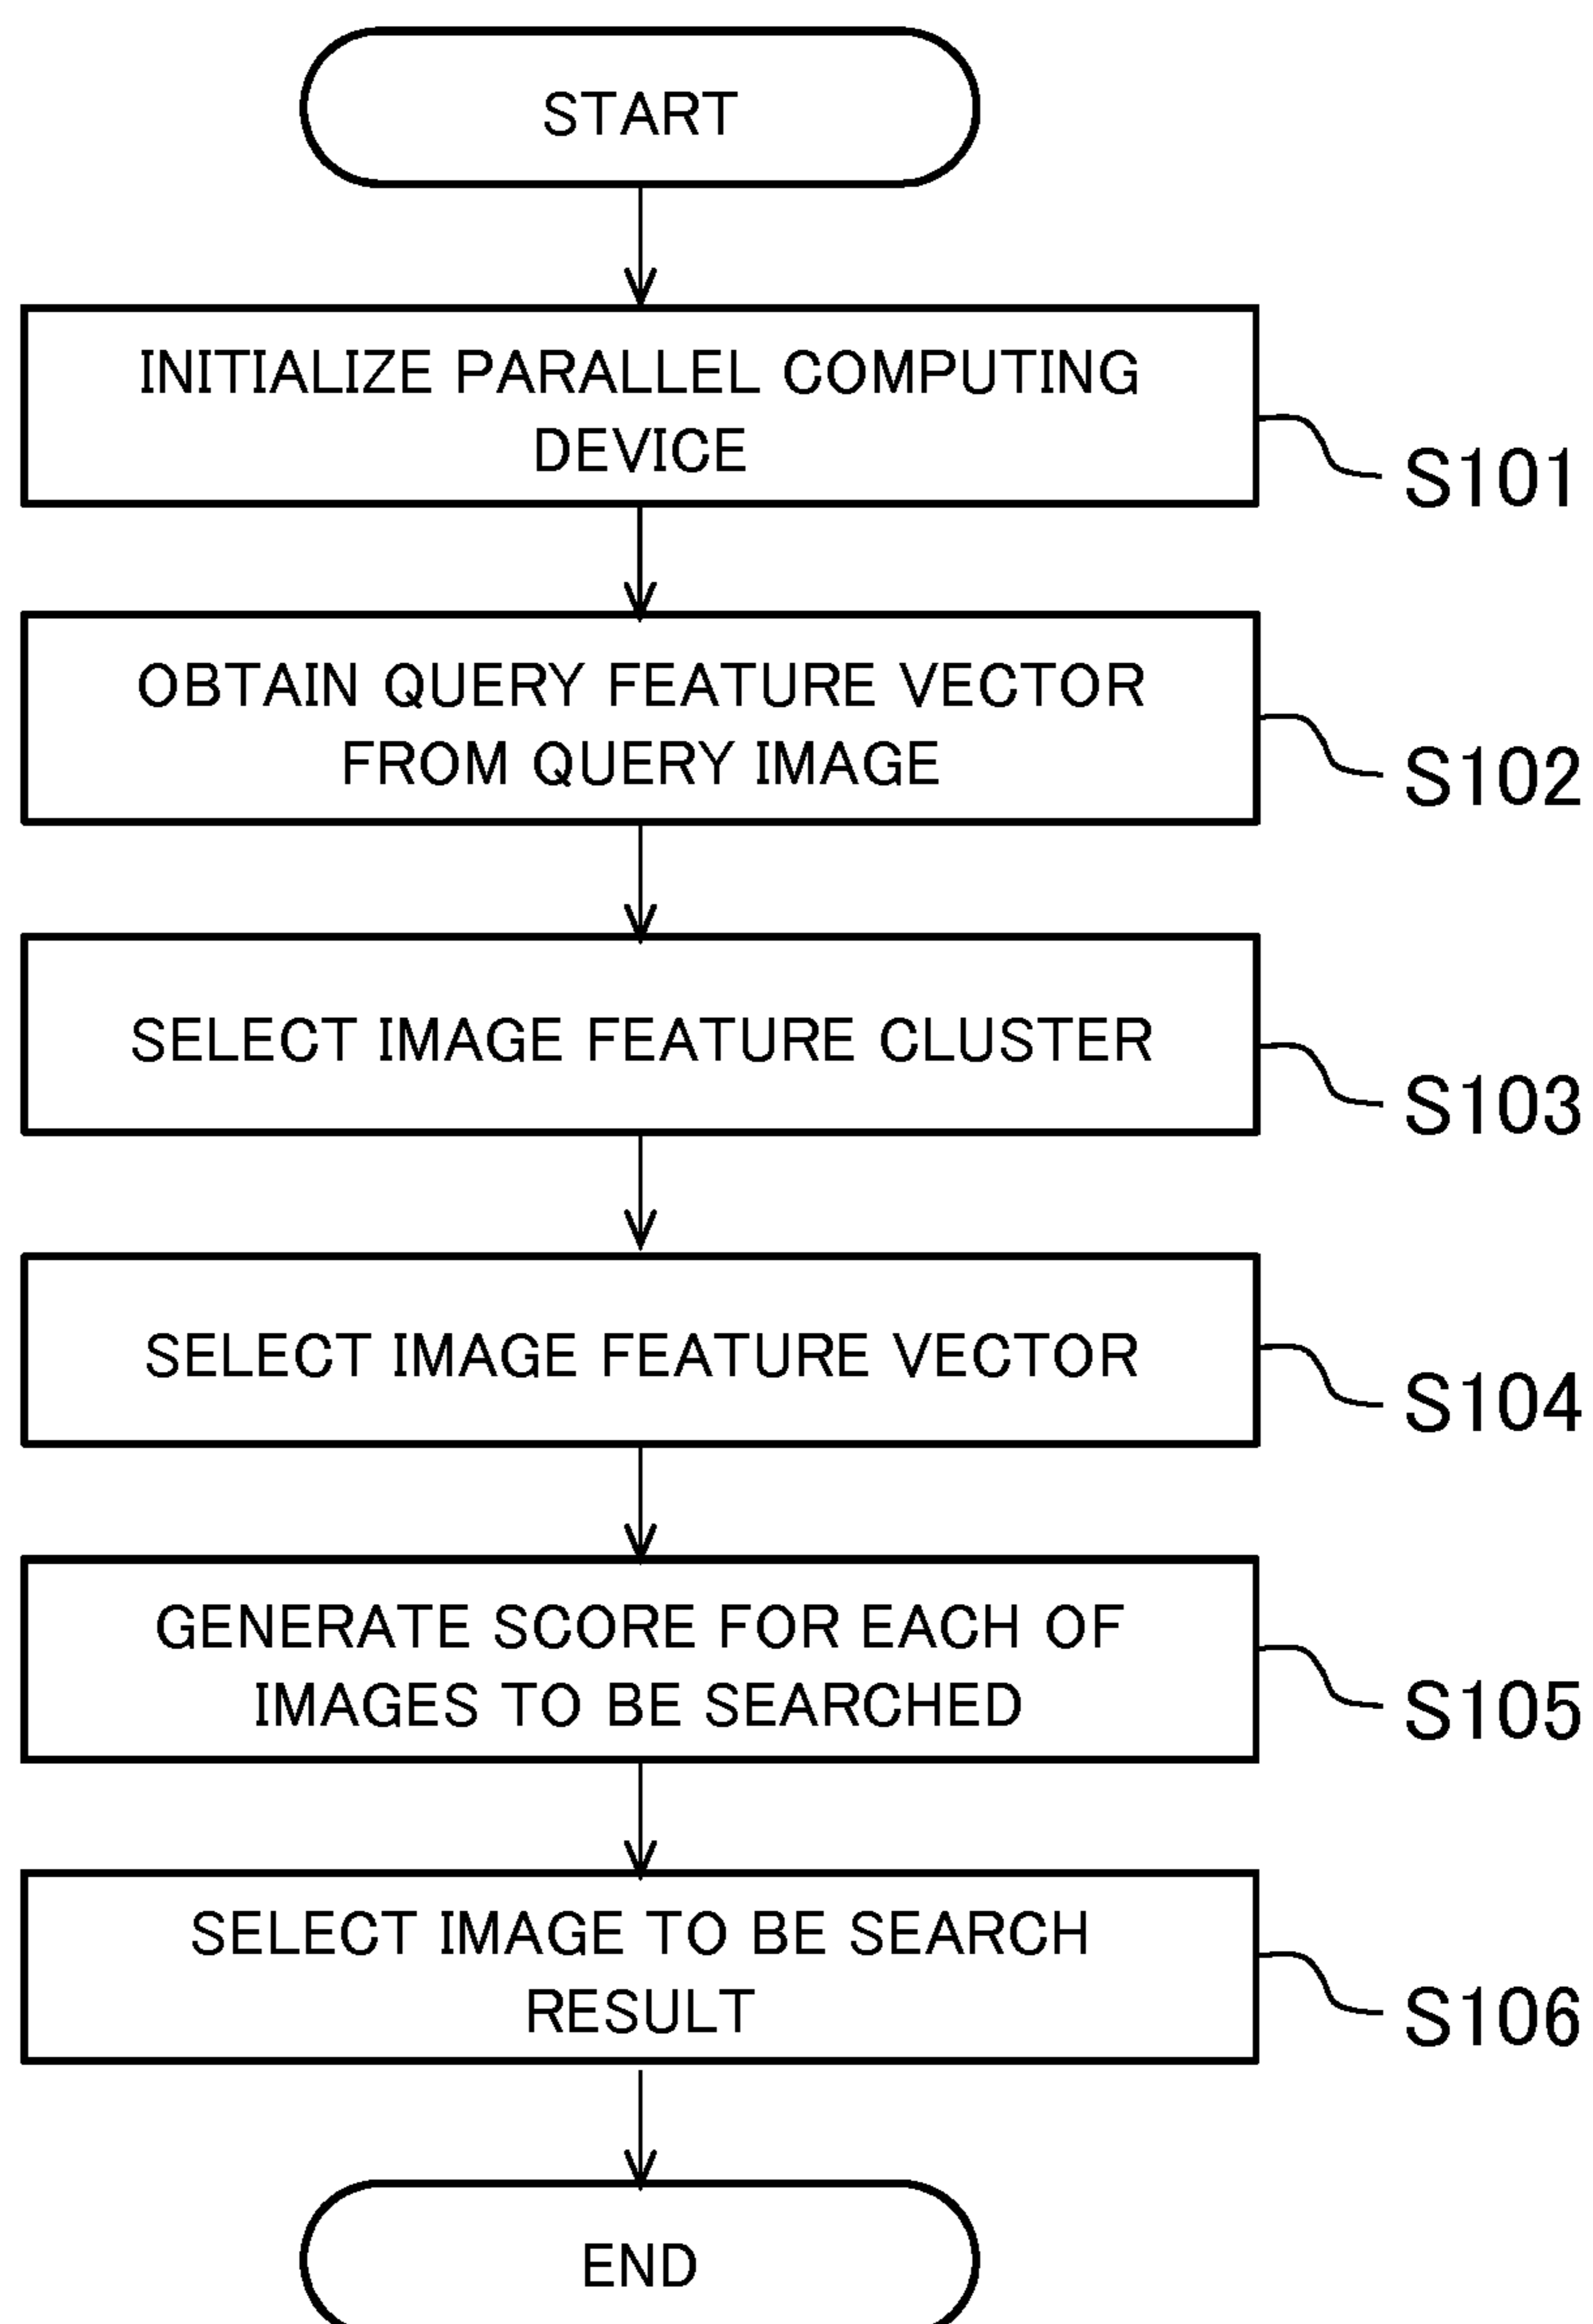 START
INITIALIZE PARALLEL COMPUTING
DEVICE
S101
OBTAIN QUERY FEATURE VECTOR
FROM QUERY IMAGE
S102
SELECT IMAGE FEATURE CLUSTER
S103
SELECT IMAGE FEATURE VECTOR
S104
GENERATE SCORE FOR EACH OF
IMAGES TO BE SEARCHED
S105
SELECT IMAGE TO BE SEARCH
RESULT
S106
END